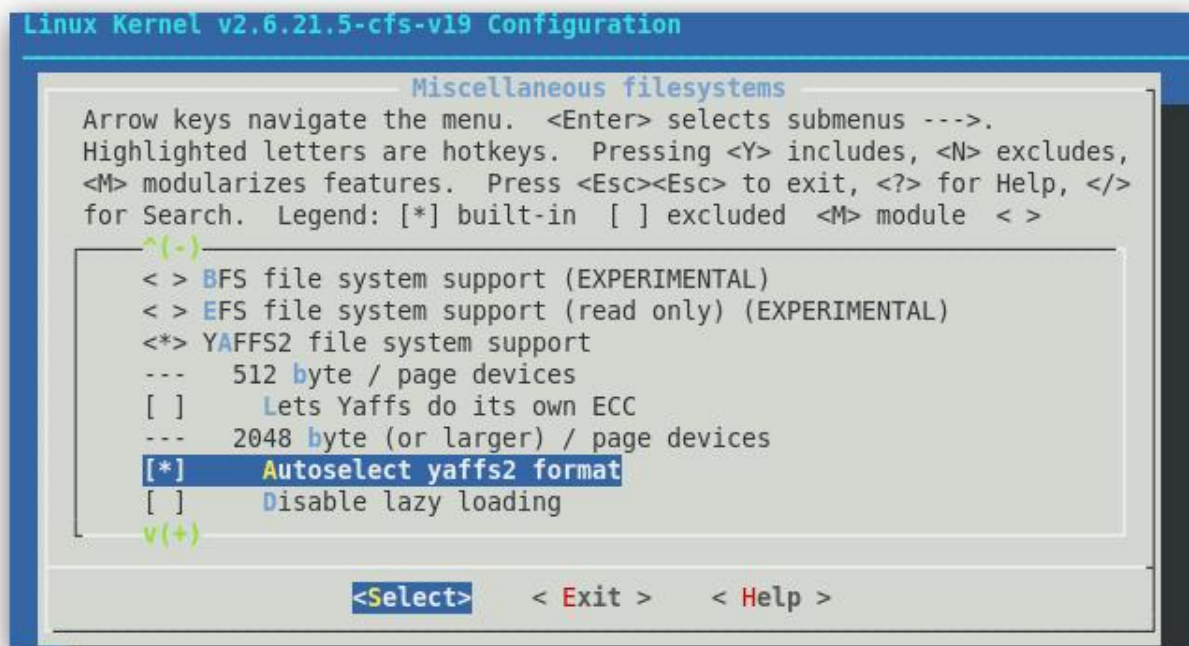 Linux Kernel v2.6.21.5-cfs-v19 Configuration
Miscellaneous filesystems
Arrow keys navigate the menu.  <Enter> selects submenus --->.
Highlighted letters are hotkeys.  Pressing <Y> includes, <N> excludes,
<M> modularizes features.  Press <Esc><Esc> to exit, <?> for Help, </>
for Search.  Legend: [*] built-in  [ ] excluded  <M> module  < >
^(-)
< > BFS file system support (EXPERIMENTAL)
< > EFS file system support (read only) (EXPERIMENTAL)
<*> YAFFS2 file system support
---   512 byte / page devices
[ ]     Lets Yaffs do its own ECC
---   2048 byte (or larger) / page devices
[*]     Autoselect yaffs2 format
[ ]     Disable lazy loading
v(+)
<Select>    < Exit >    < Help >